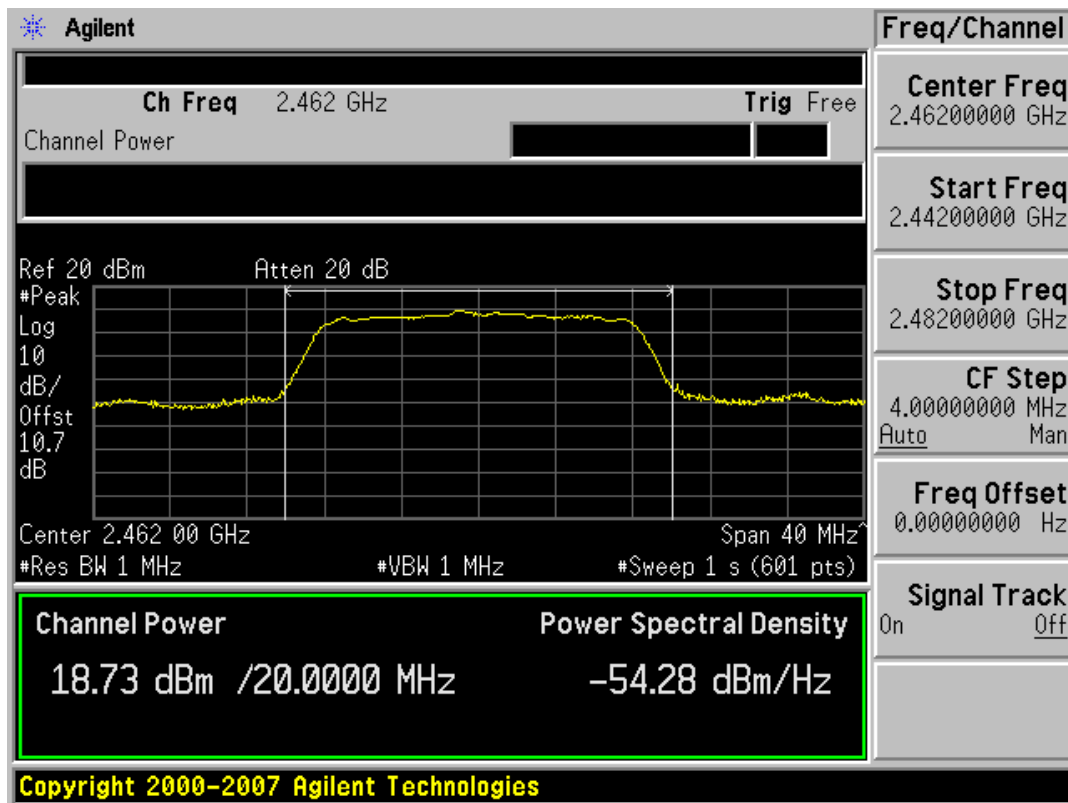 Agilent
Freq/Channel
Ch Freq 2.462 GHz Trig Free
Channel Power
Center Freq
2.46200000 GHz
Start Freq
2.44200000 GHz
Stop Freq
2.48200000 GHz
CF Step
4.00000000 MHz
Auto Man
Freq Offset
0.00000000 Hz
Signal Track
On Off
Ref 20 dBm Atten 20 dB
#Peak
Log
10
dB/
Offst
10.7
dB
Center 2.462 00 GHz Span 40 MHz^
#Res BW 1 MHz #VBW 1 MHz #Sweep 1 s (601 pts)
Channel Power Power Spectral Density
18.73 dBm /20.0000 MHz -54.28 dBm/Hz
Copyright 2000-2007 Agilent Technologies